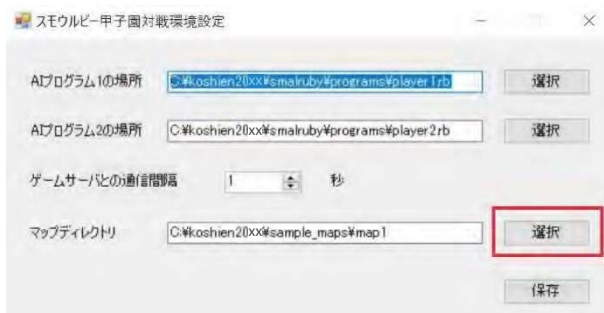 スモウルビー甲子園対戦環境設定
AIプログラム1の場所 C:¥koshien20xx¥smalruby¥programs¥player1.rb 選択
AIプログラム2の場所 C:¥koshien20xx¥smalruby¥programs¥player2.rb 選択
ゲームサーバとの通信間隔 1 秒
マップディレクトリ C:¥koshien20xx¥sample_maps¥map1 選択
保存